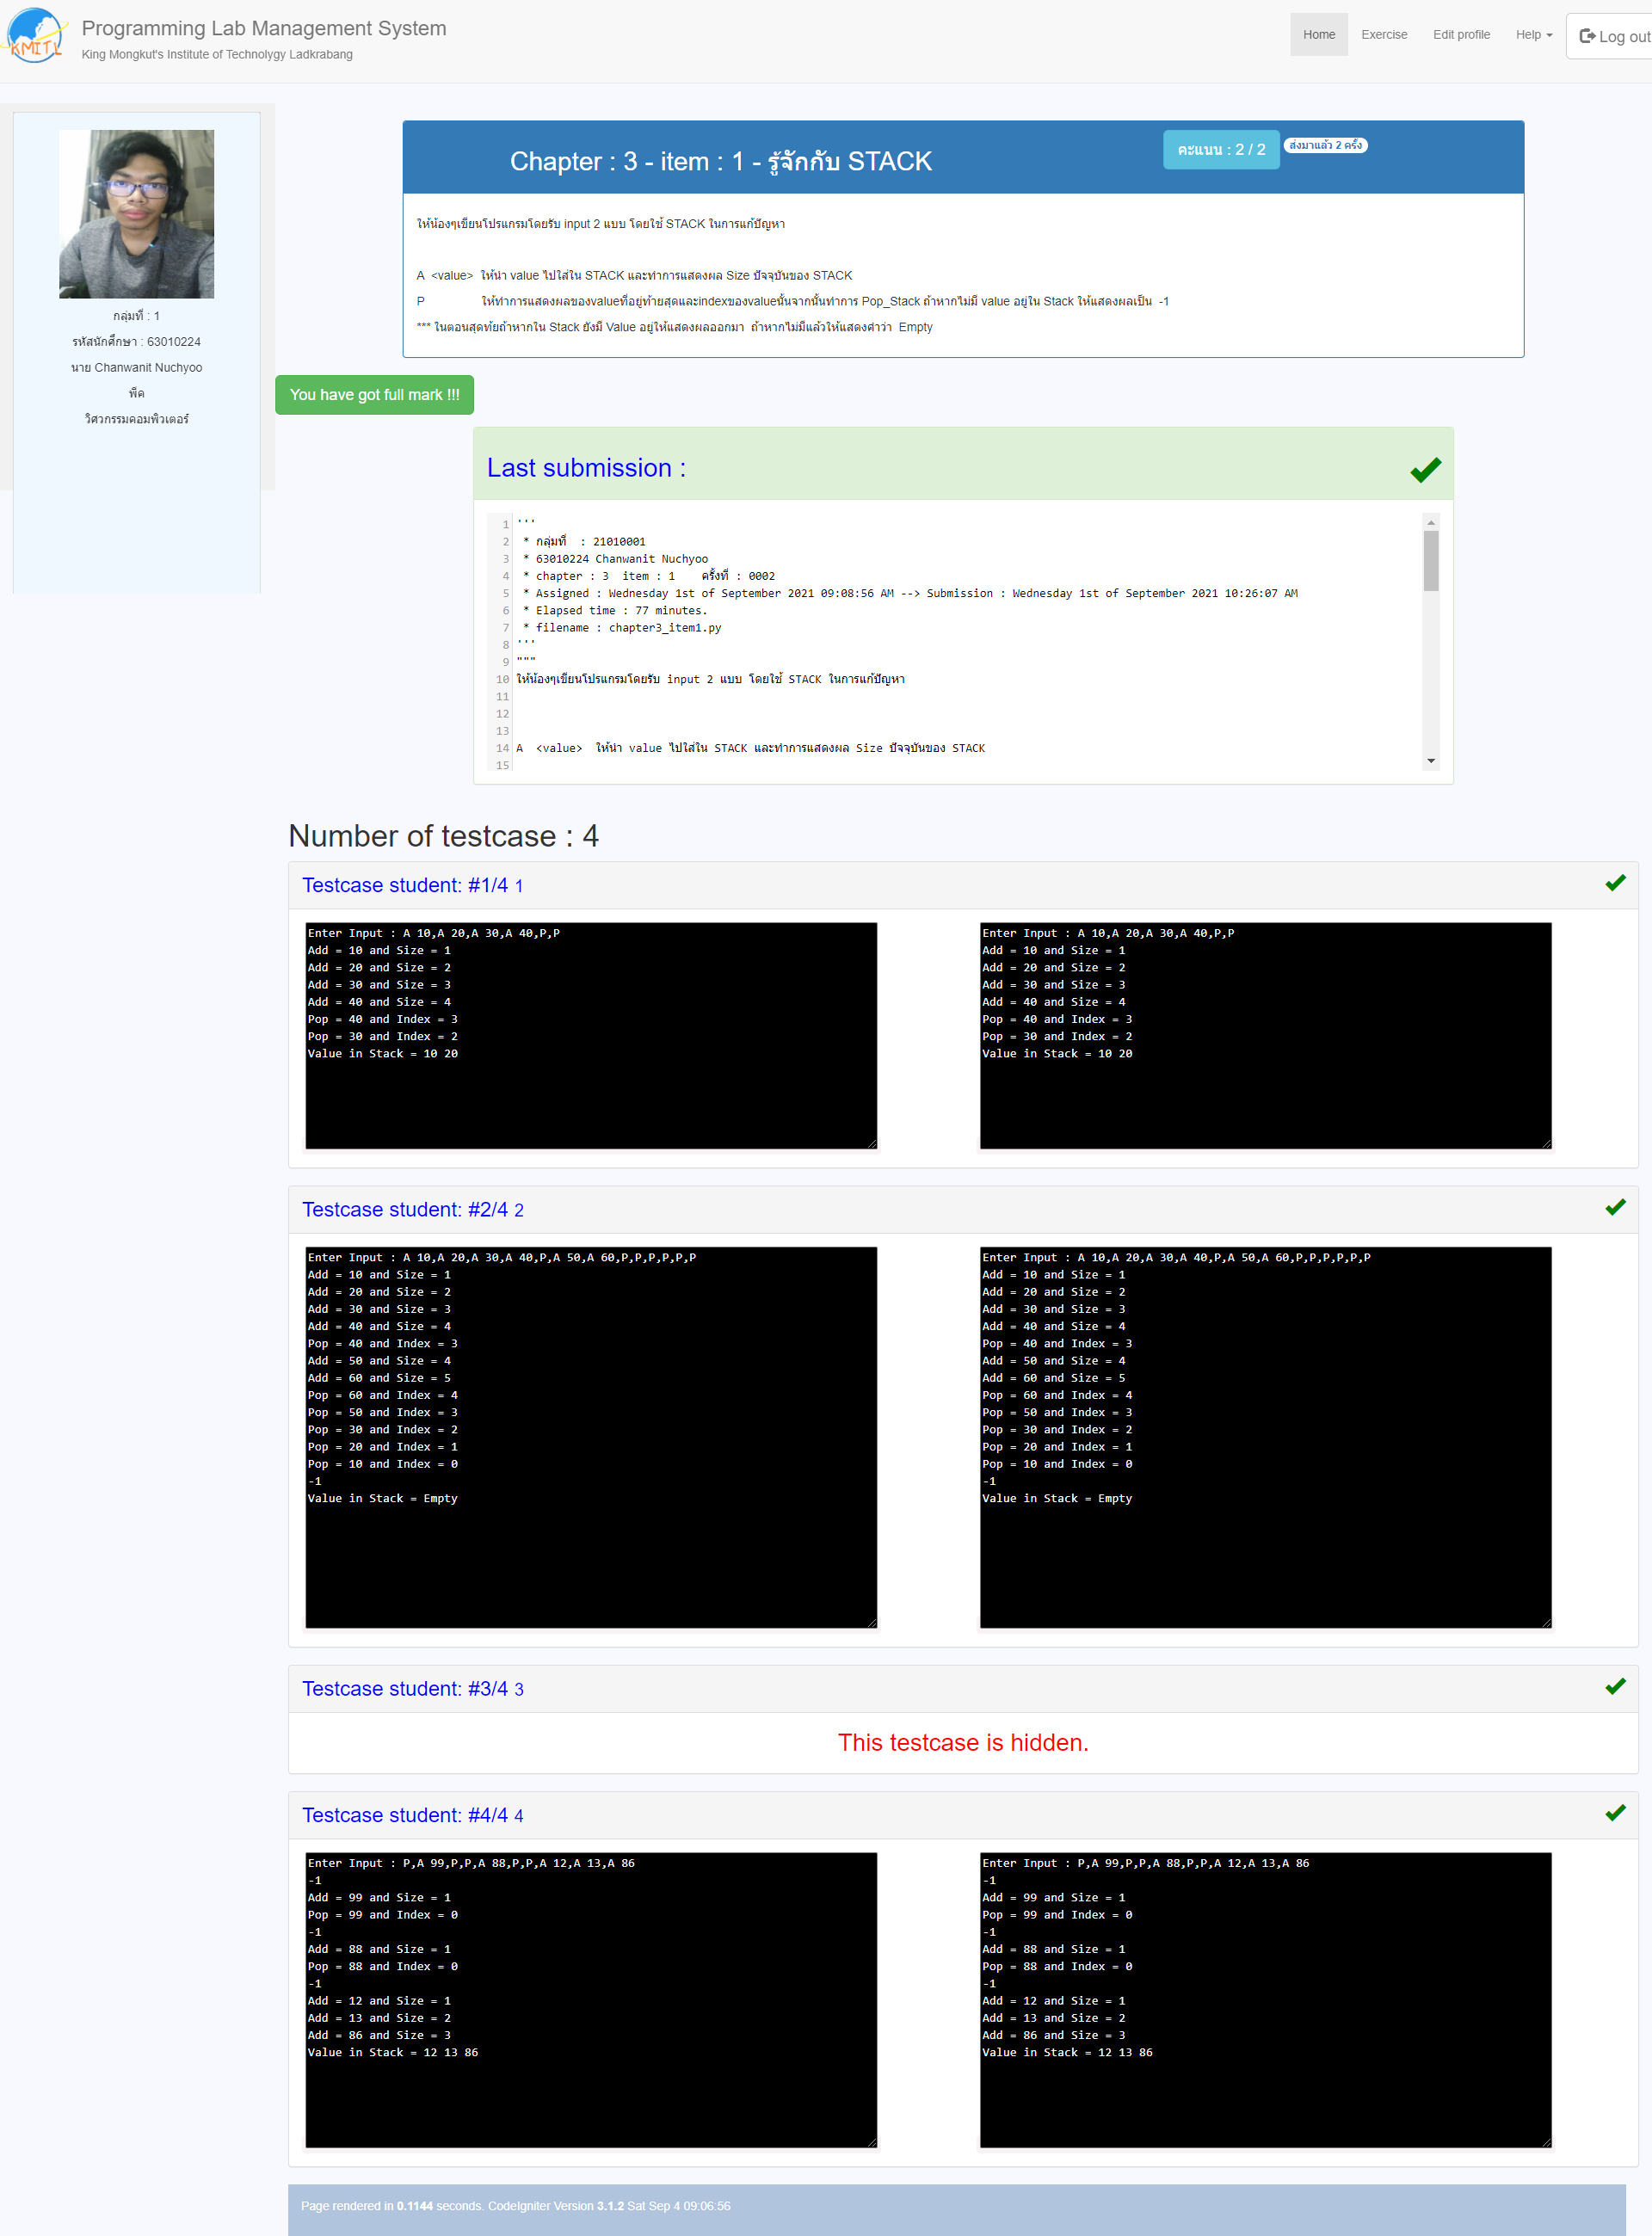 KMITL
Programming Lab Management System
King Mongkut's Institute of Technolygy Ladkrabang
Home
Exercise
Edit profile
Help
Log out
กลุ่มที่ : 1
รหัสนักศึกษา : 63010224
นาย Chanwanit Nuchyoo
พีค
วิศวกรรมคอมพิวเตอร์
Chapter : 3 - item : 1 - รู้จักกับ STACK
คะแนน : 2 / 2
ส่งมาแล้ว 2 ครั้ง
ให้น้องๆเขียนโปรแกรมโดยรับ input 2 แบบ โดยใช้ STACK ในการแก้ปัญหา
A <value> ให้นำ value ไปใส่ใน STACK และทำการแสดงผล Size ปัจจุบันของ STACK
P ให้ทำการแสดงผลของvalueที่อยู่ท้ายสุดและindexของvalueนั้นจากนั้นทำการ Pop_Stack ถ้าหากไม่มี value อยู่ใน Stack ให้แสดงผลเป็น -1
*** ในตอนสุดทัยถ้าหากใน Stack ยังมี Value อยู่ให้แสดงผลออกมา ถ้าหากไม่มีแล้วให้แสดงคำว่า Empty
You have got full mark !!!
Last submission :
1 '''
2 * กลุ่มที่ : 21010001
3 * 63010224 Chanwanit Nuchyoo
4 * chapter : 3 item : 1 ครั้งที่ : 0002
5 * Assigned : Wednesday 1st of September 2021 09:08:56 AM --> Submission : Wednesday 1st of September 2021 10:26:07 AM
6 * Elapsed time : 77 minutes.
7 * filename : chapter3_item1.py
8 '''
9 """
10 ให้น้องๆเขียนโปรแกรมโดยรับ input 2 แบบ โดยใช้ STACK ในการแก้ปัญหา
11
12
13
14 A <value> ให้นำ value ไปใส่ใน STACK และทำการแสดงผล Size ปัจจุบันของ STACK
15
Number of testcase : 4
Testcase student: #1/4 1
Enter Input : A 10,A 20,A 30,A 40,P,P
Add = 10 and Size = 1
Add = 20 and Size = 2
Add = 30 and Size = 3
Add = 40 and Size = 4
Pop = 40 and Index = 3
Pop = 30 and Index = 2
Value in Stack = 10 20
Enter Input : A 10,A 20,A 30,A 40,P,P
Add = 10 and Size = 1
Add = 20 and Size = 2
Add = 30 and Size = 3
Add = 40 and Size = 4
Pop = 40 and Index = 3
Pop = 30 and Index = 2
Value in Stack = 10 20
Testcase student: #2/4 2
Enter Input : A 10,A 20,A 30,A 40,P,A 50,A 60,P,P,P,P,P,P
Add = 10 and Size = 1
Add = 20 and Size = 2
Add = 30 and Size = 3
Add = 40 and Size = 4
Pop = 40 and Index = 3
Add = 50 and Size = 4
Add = 60 and Size = 5
Pop = 60 and Index = 4
Pop = 50 and Index = 3
Pop = 30 and Index = 2
Pop = 20 and Index = 1
Pop = 10 and Index = 0
-1
Value in Stack = Empty
Enter Input : A 10,A 20,A 30,A 40,P,A 50,A 60,P,P,P,P,P,P
Add = 10 and Size = 1
Add = 20 and Size = 2
Add = 30 and Size = 3
Add = 40 and Size = 4
Pop = 40 and Index = 3
Add = 50 and Size = 4
Add = 60 and Size = 5
Pop = 60 and Index = 4
Pop = 50 and Index = 3
Pop = 30 and Index = 2
Pop = 20 and Index = 1
Pop = 10 and Index = 0
-1
Value in Stack = Empty
Testcase student: #3/4 3
This testcase is hidden.
Testcase student: #4/4 4
Enter Input : P,A 99,P,P,A 88,P,P,A 12,A 13,A 86
-1
Add = 99 and Size = 1
Pop = 99 and Index = 0
-1
Add = 88 and Size = 1
Pop = 88 and Index = 0
-1
Add = 12 and Size = 1
Add = 13 and Size = 2
Add = 86 and Size = 3
Value in Stack = 12 13 86
Enter Input : P,A 99,P,P,A 88,P,P,A 12,A 13,A 86
-1
Add = 99 and Size = 1
Pop = 99 and Index = 0
-1
Add = 88 and Size = 1
Pop = 88 and Index = 0
-1
Add = 12 and Size = 1
Add = 13 and Size = 2
Add = 86 and Size = 3
Value in Stack = 12 13 86
Page rendered in 0.1144 seconds. CodeIgniter Version 3.1.2 Sat Sep 4 09:06:56